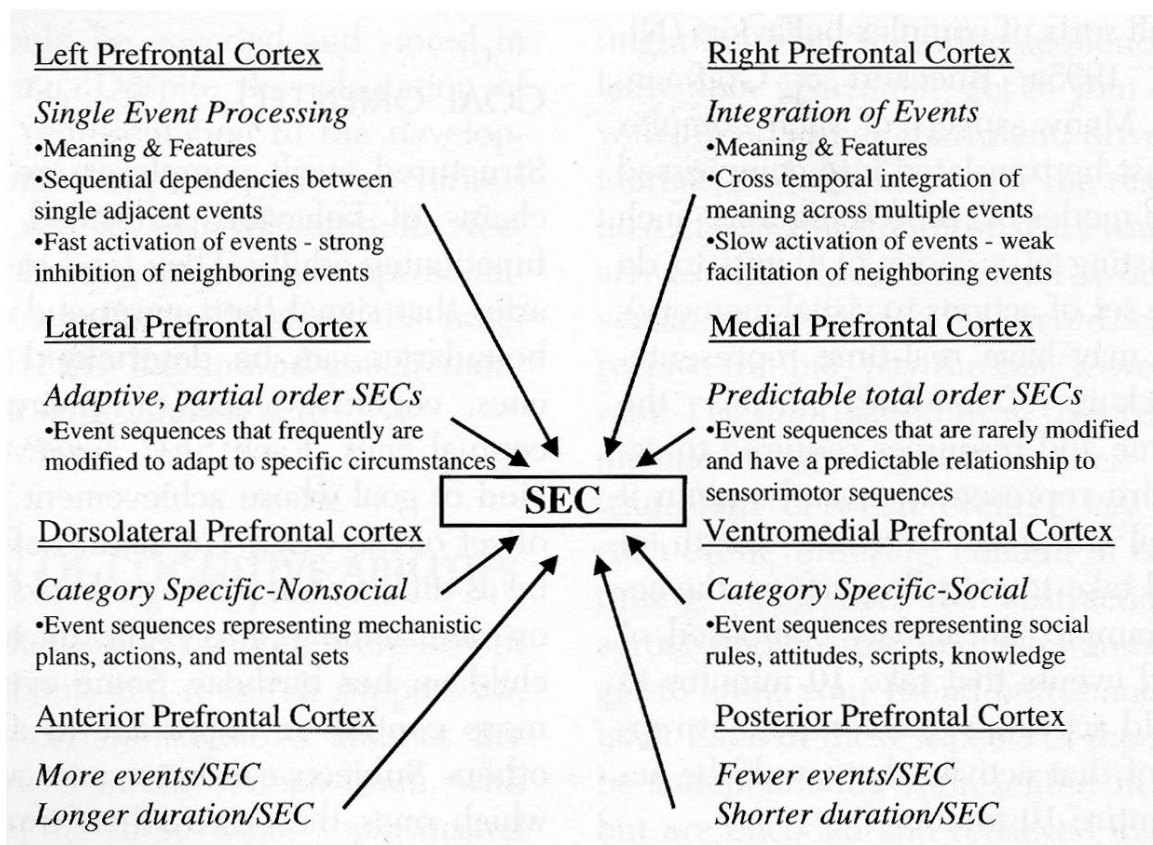 Left Prefrontal Cortex
Single Event Processing
•Meaning & Features
•Sequential dependencies between
single adjacent events
•Fast activation of events - strong
inhibition of neighboring events
Right Prefrontal Cortex
Integration of Events
•Meaning & Features
•Cross temporal integration of
meaning across multiple events
•Slow activation of events - weak
facilitation of neighboring events
Lateral Prefrontal Cortex
Adaptive, partial order SECs
•Event sequences that frequently are
modified to adapt to specific circumstances
Medial Prefrontal Cortex
Predictable total order SECs
•Event sequences that are rarely modified
and have a predictable relationship to
sensorimotor sequences
SEC
Dorsolateral Prefrontal cortex
Category Specific-Nonsocial
•Event sequences representing mechanistic
plans, actions, and mental sets
Ventromedial Prefrontal Cortex
Category Specific-Social
•Event sequences representing social
rules, attitudes, scripts, knowledge
Anterior Prefrontal Cortex
More events/SEC
Longer duration/SEC
Posterior Prefrontal Cortex
Fewer events/SEC
Shorter duration/SEC